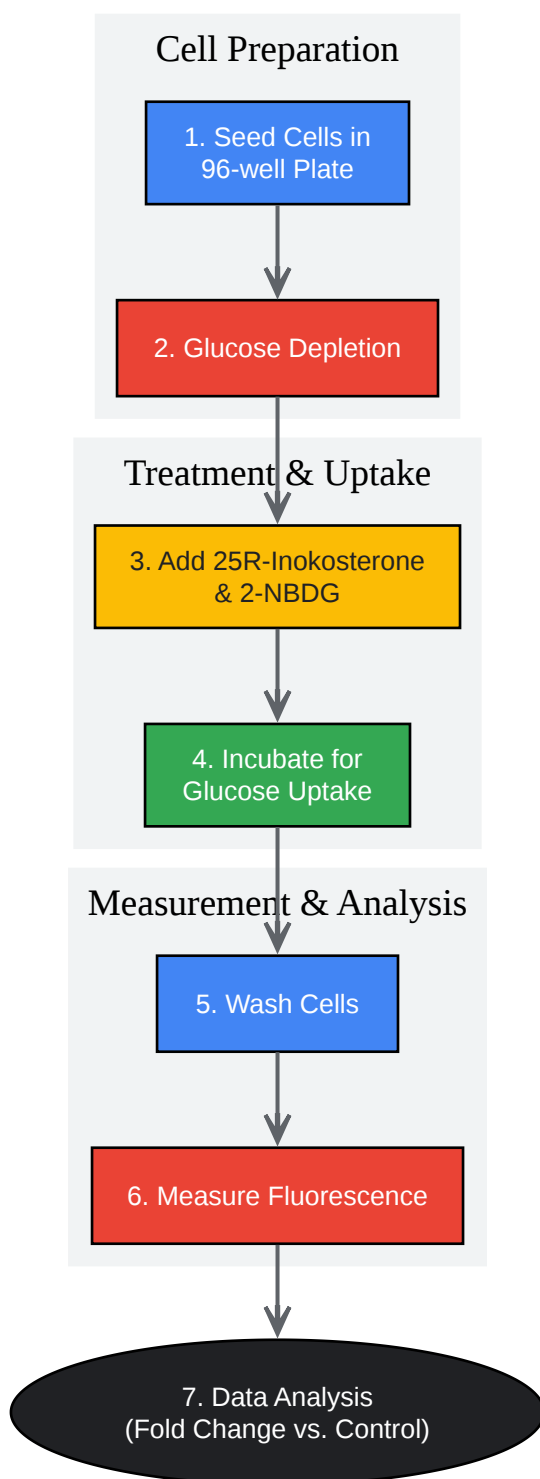 Cell Preparation
1. Seed Cells in
96-well Plate
2. Glucose Depletion
Treatment & Uptake
3. Add 25R-Inokosterone
& 2-NBDG
4. Incubate for
Glucose Uptake
Measurement & Analysis
5. Wash Cells
6. Measure Fluorescence
7. Data Analysis
(Fold Change vs. Control)